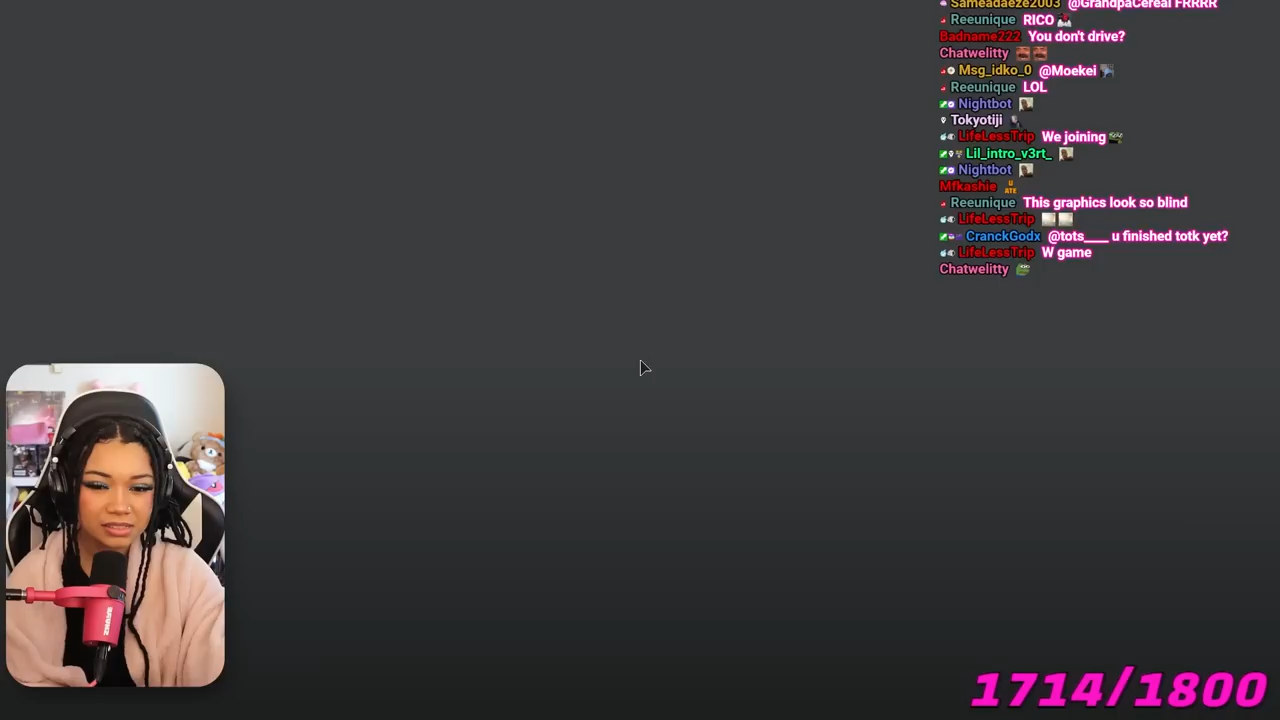 Sameadaeze2003 @GrandpaCereal FRRRR
Reeunique RICO
Badname222 You don't drive?
Chatwelitty
Msg_idko_0 @Moekei
Reeunique LOL
Nightbot
Tokyotiji
LifeLessTrip We joining
Lil_intro_v3rt_
Nightbot
Mfkashie U ATE
Reeunique This graphics look so blind
LifeLessTrip
CranckGodx @tots____ u finished totk yet?
LifeLessTrip W game
Chatwelitty
1714/1800